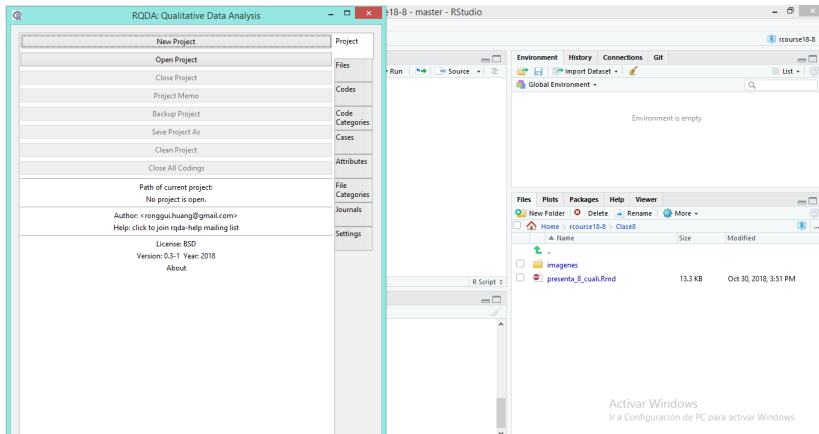 RQDA: Qualitative Data Analysis
New Project
Open Project
Close Project
Project Memo
Backup Project
Save Project As
Clean Project
Close All Codings
Path of current project:
No project is open.
Author: <ronggui.huang@gmail.com>
Help: click to join rqda-help mailing list
License: BSD
Version: 0.3-1 Year: 2018
About
Project
Files
Codes
Code
Categories
Cases
Attributes
File
Categories
Journals
Settings
e18-8 - master - RStudio
rcourse18-8
Run
Source
R Script
Environment History Connections Git
Import Dataset
List
Global Environment
Environment is empty
Files Plots Packages Help Viewer
New Folder Delete Rename More
Home rcourse18-8 Clase8
...
Name Size Modified
..
imagenes
presenta_8_cuali.Rmd 13.3 KB Oct 30, 2018, 3:51 PM
Activar Windows
Ir a Configuración de PC para activar Windows.